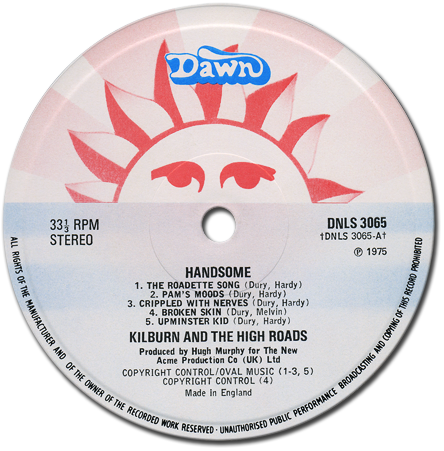 Dawn
33⅓ RPM
STEREO
DNLS 3065
†DNLS 3065-A†
℗ 1975
HANDSOME
1. THE ROADETTE SONG (Dury, Hardy)
2. PAM'S MOODS (Dury, Hardy)
3. CRIPPLED WITH NERVES (Dury, Hardy)
4. BROKEN SKIN (Dury, Melvin)
5. UPMINSTER KID (Dury, Hardy)
KILBURN AND THE HIGH ROADS
Produced by Hugh Murphy for The New
Acme Production Co (UK) Ltd
COPYRIGHT CONTROL/OVAL MUSIC (1-3, 5)
COPYRIGHT CONTROL (4)
Made in England
ALL RIGHTS OF THE MANUFACTURER AND OF THE OWNER OF THE RECORDED WORK RESERVED · UNAUTHORISED PUBLIC PERFORMANCE BROADCASTING AND COPYING OF THIS RECORD PROHIBITED